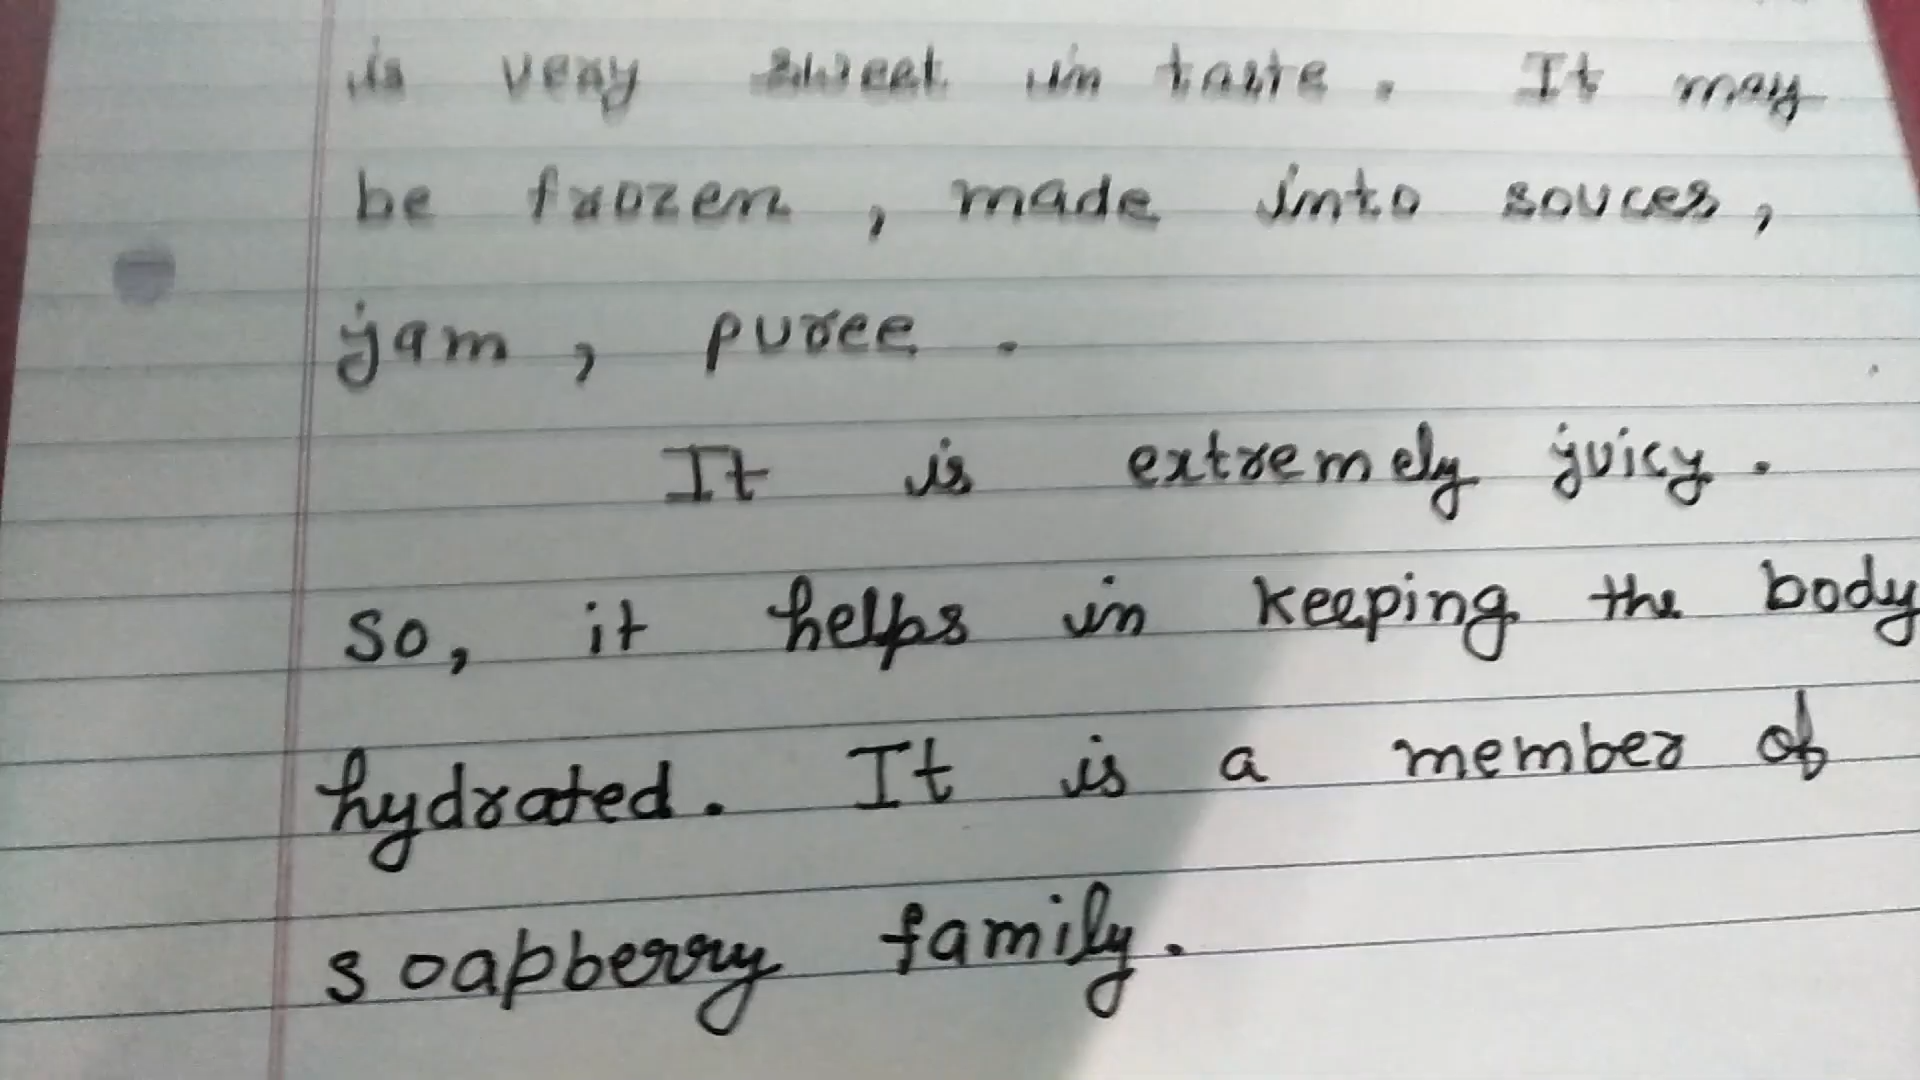 is very sweet in taste. It may
be frozen, made into souces,
jam, puree.
It is extremely juicy.
So, it helps in keeping the body
hydrated. It is a member of
soapberry family.